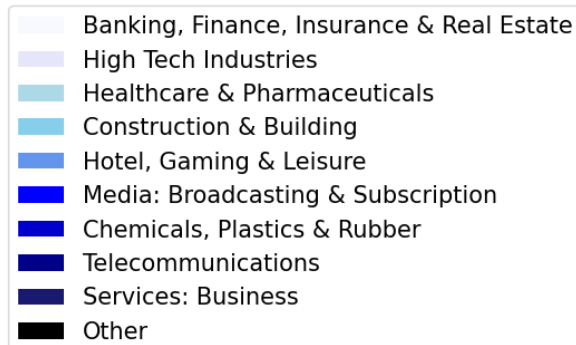 Banking, Finance, Insurance & Real Estate
High Tech Industries
Healthcare & Pharmaceuticals
Construction & Building
Hotel, Gaming & Leisure
Media: Broadcasting & Subscription
Chemicals, Plastics & Rubber
Telecommunications
Services: Business
Other